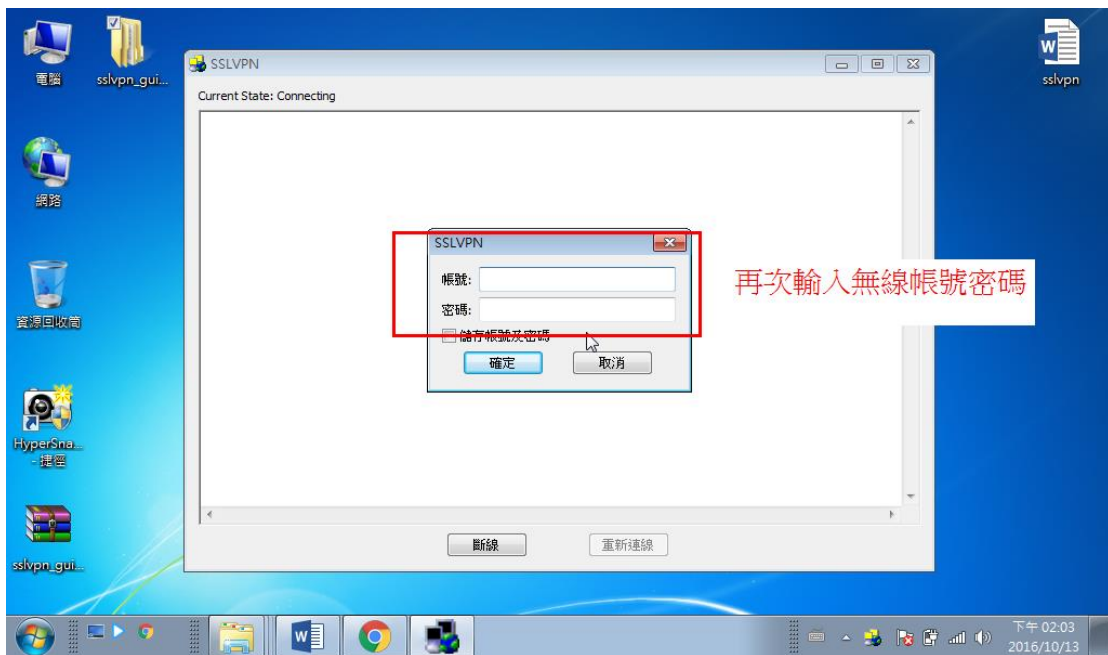 電腦
sslvpn_gui...
sslvpn
SSLVPN
Current State: Connecting
網路
SSLVPN
帳號:
密碼:
儲存帳號及密碼
確定
取消
再次輸入無線帳號密碼
資源回收筒
HyperSna...
- 捷徑
sslvpn_gui...
斷線
重新連線
下午 02:03
2016/10/13